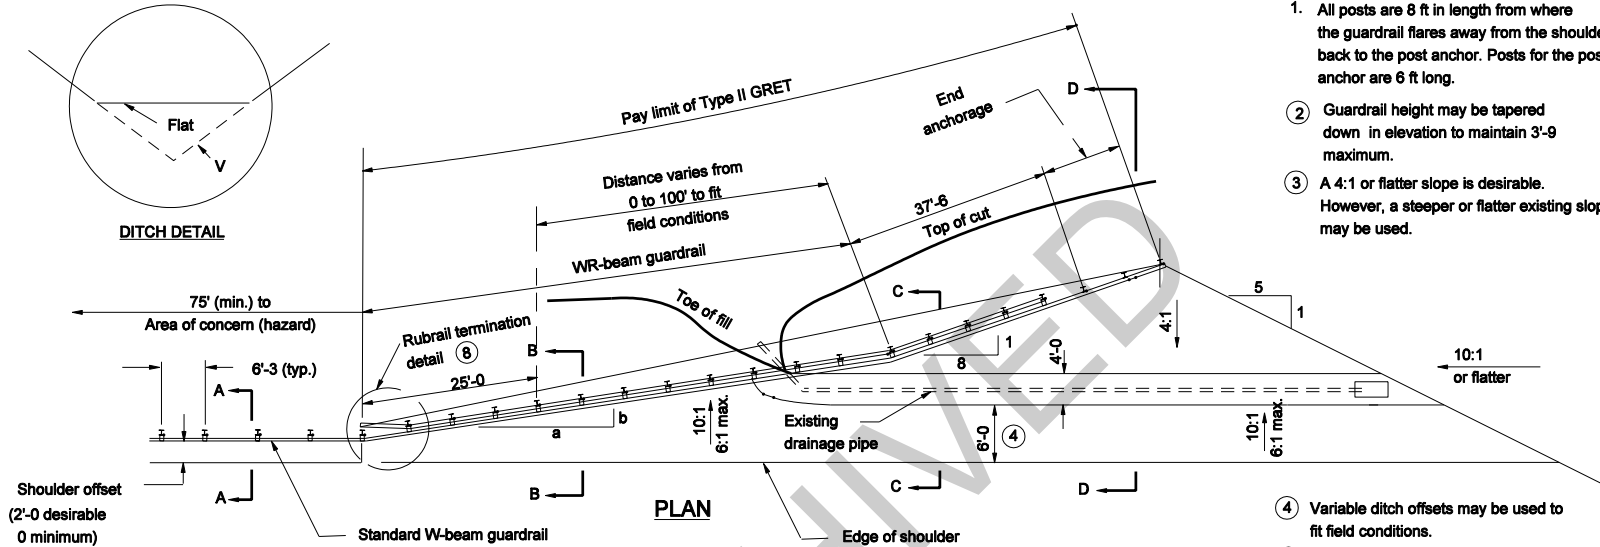 Flat
V
DITCH DETAIL
Pay limit of Type II GRET
End
anchorage
D
Distance varies from
0 to 100' to fit
field conditions
37'-6
Top of cut
WR-beam guardrail
75' (min.) to
Area of concern (hazard)
Toe of fill
C
5
1
4:1
Rubrail termination
detail 8
B
6'-3 (typ.)
A
25'-0
1
8
4'-0
10:1
or flatter
b
a
10:1
6:1 max.
Existing
drainage pipe
6'-0
4
10:1
6:1 max.
Shoulder offset
(2'-0 desirable
0 minimum)
A
B
C
D
PLAN
Standard W-beam guardrail
Edge of shoulder
1. All posts are 8 ft in length from where
the guardrail flares away from the
back to the post anchor. Posts for the
anchor are 6 ft long.
2 Guardrail height may be tapered
down in elevation to maintain 3'-9
maximum.
3 A 4:1 or flatter slope is desirable.
However, a steeper or flatter existing
may be used.
4 Variable ditch offsets may be used to
fit field conditions.